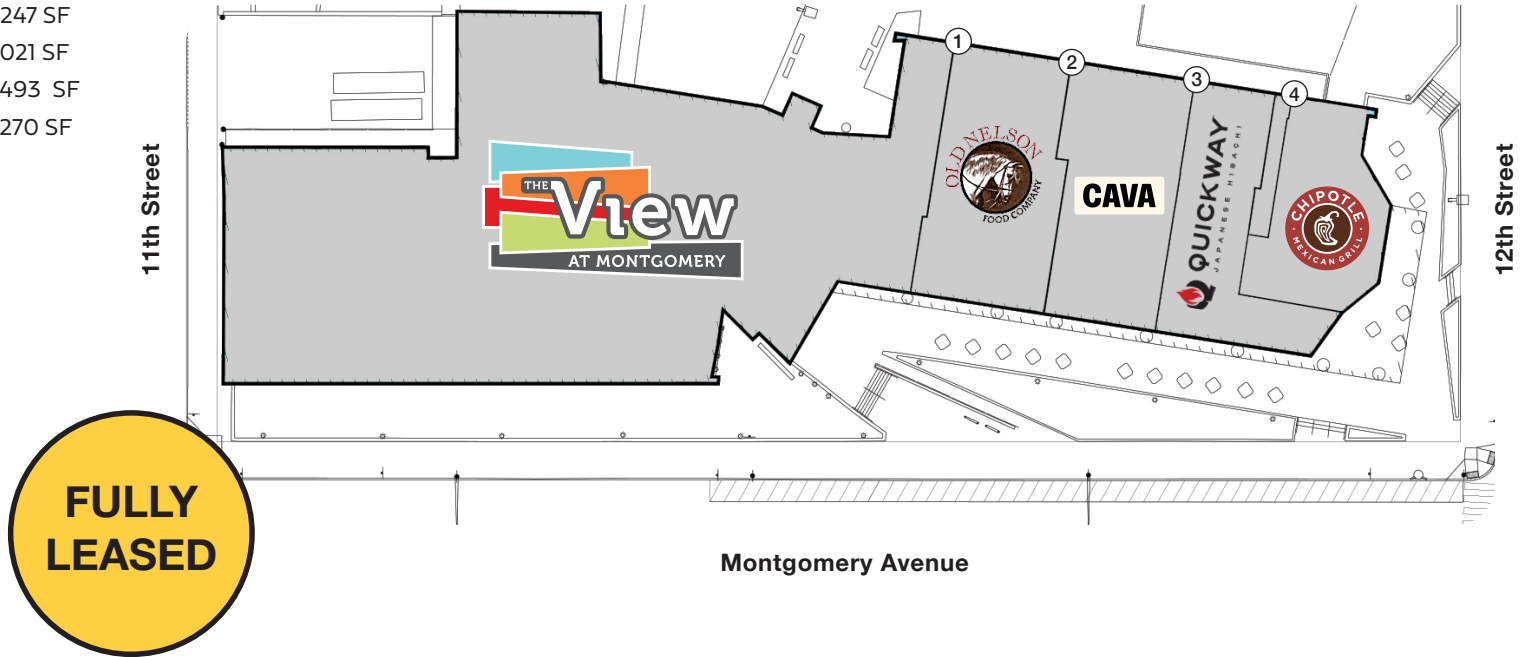 247 SF
021 SF
493 SF
270 SF
11th Street
THE
View
AT MONTGOMERY
1
2
3
4
OLD NELSON
FOOD COMPANY
CAVA
QUICKWAY
JAPANESE HIBACHI
CHIPOTLE
MEXICAN GRILL
12th Street
FULLY
LEASED
Montgomery Avenue